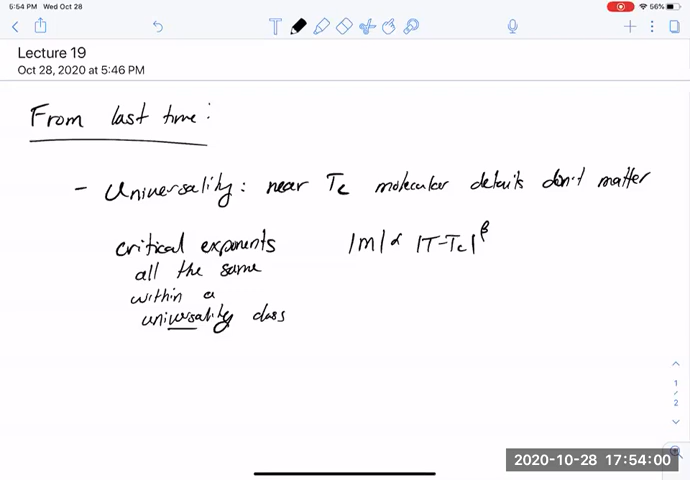 5:54 PM Wed Oct 28
56%
Lecture 19
Oct 28, 2020 at 5:46 PM
From last time:
- Universality: near Tc molecular details don't matter
critical exponents |m| ∝ |T-Tc|^β
all the same
within a
universality class
1
/
2
2020-10-28 17:54:00